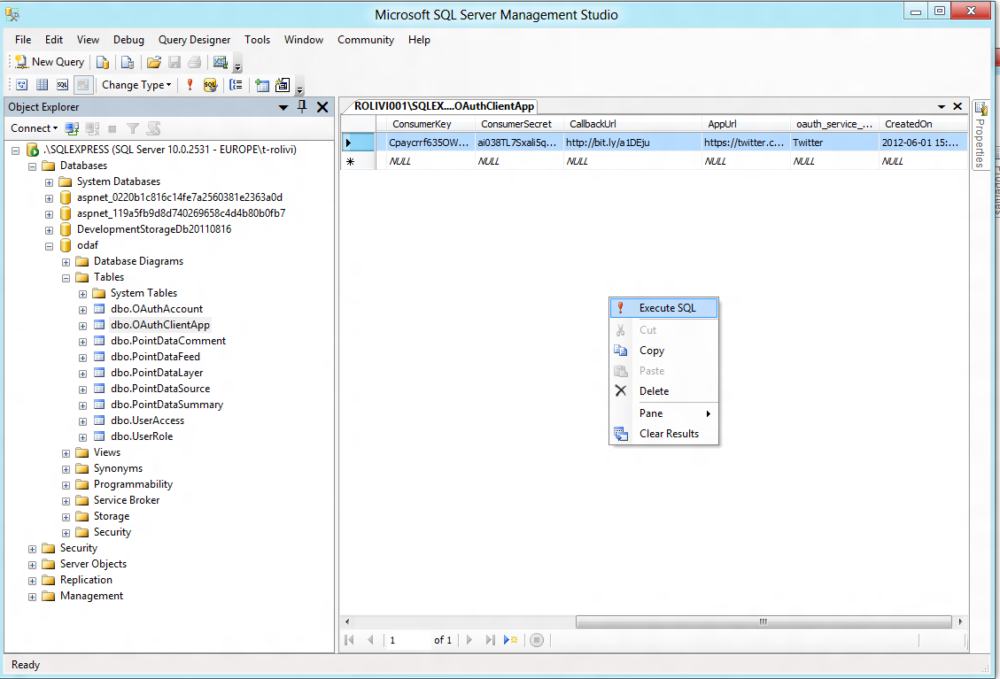 Microsoft SQL Server Management Studio
File Edit View Debug Query Designer Tools Window Community Help
New Query
Change Type
Object Explorer
Connect
.\SQLEXPRESS (SQL Server 10.0.2531 - EUROPE\t-rolivi)
Databases
System Databases
aspnet_0220b1c816c14fe7a2560381e2363a0d
aspnet_119a5fb9d8d740269658c4d4b80b0fb7
DevelopmentStorageDb20110816
odaf
Database Diagrams
Tables
System Tables
dbo.OAuthAccount
dbo.OAuthClientApp
dbo.PointDataComment
dbo.PointDataFeed
dbo.PointDataLayer
dbo.PointDataSource
dbo.PointDataSummary
dbo.UserAccess
dbo.UserRole
Views
Synonyms
Programmability
Service Broker
Storage
Security
Security
Server Objects
Replication
Management
ROLIVI001\SQLEX....OAuthClientApp
ConsumerKey ConsumerSecret CallbackUrl AppUrl oauth_service_... CreatedOn
Cpaycrrf635OW... ai038TL7Sxali5q... http://bit.ly/a1DEju https://twitter.c... Twitter 2012-06-01 15:...
NULL NULL NULL NULL NULL NULL
Execute SQL
Cut
Copy
Paste
Delete
Pane
Clear Results
1 of 1
Properties
Ready